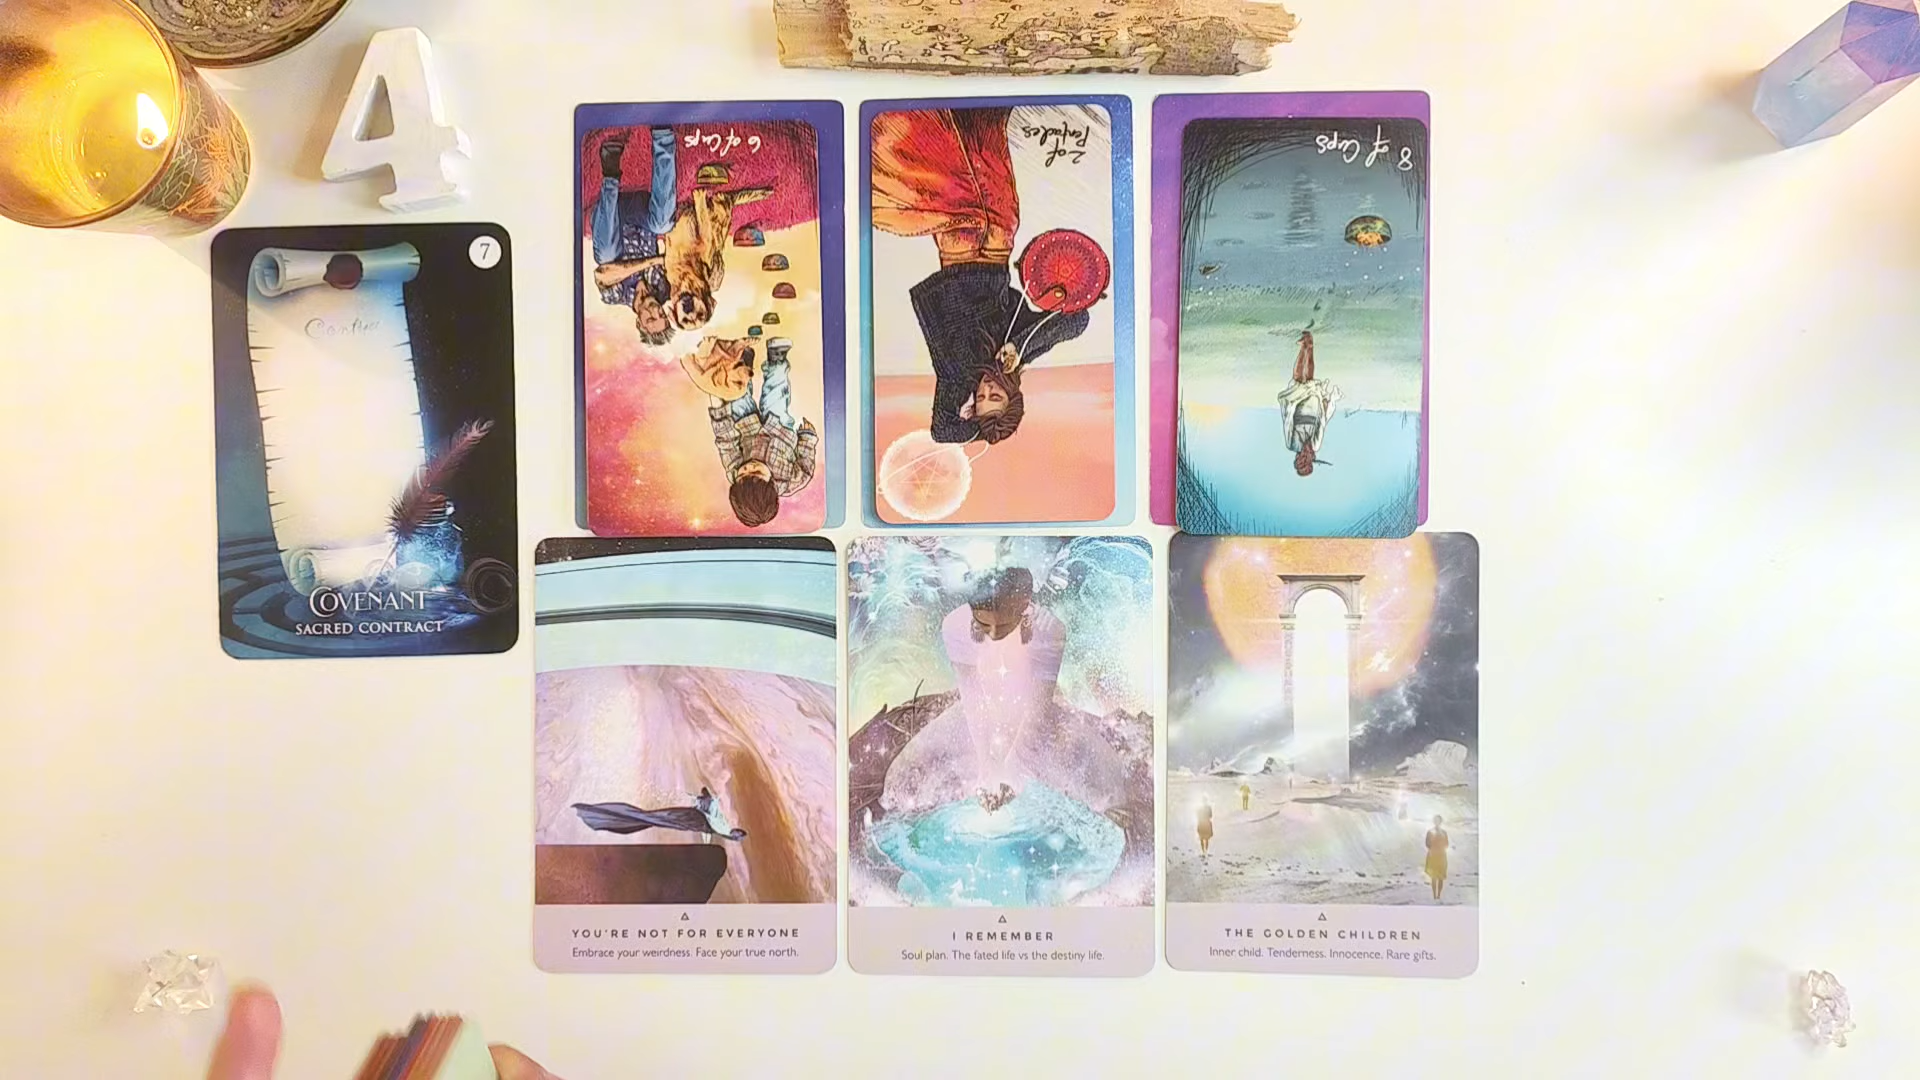 4
7
Contract
COVENANT
SACRED CONTRACT
6 of Cups
2 of
Pentacles
8 of Cups
YOU'RE NOT FOR EVERYONE
Embrace your weirdness. Face your true north.
I REMEMBER
Soul plan. The fated life vs the destiny life.
THE GOLDEN CHILDREN
Inner child. Tenderness. Innocence. Rare gifts.